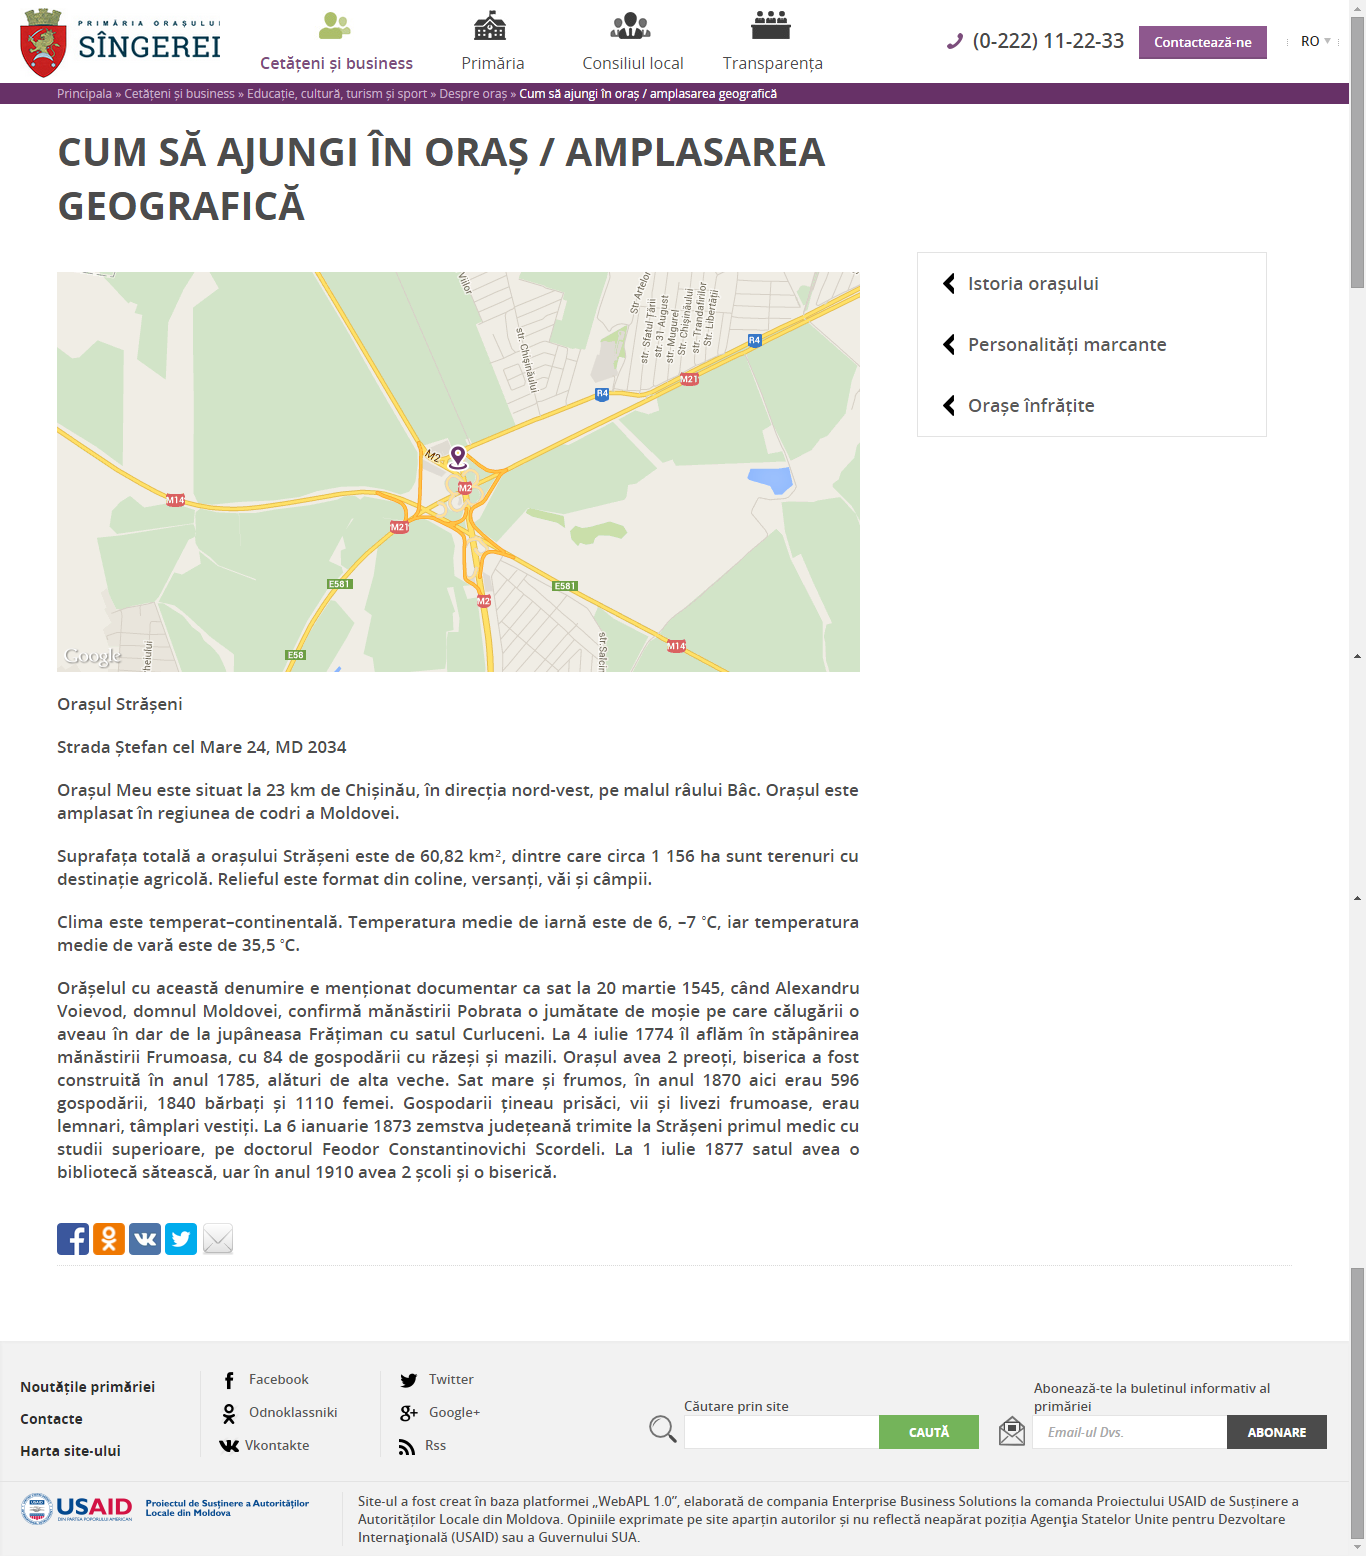 PRIMĂRIA ORAȘULUI
SÎNGEREI
Cetățeni și business
Primăria
Consiliul local
Transparența
(0-222) 11-22-33
Contactează-ne
RO
Principala » Cetățeni și business » Educație, cultură, turism și sport » Despre oraș » Cum să ajungi în oraș / amplasarea geografică
CUM SĂ AJUNGI ÎN ORAȘ / AMPLASAREA
GEOGRAFICĂ
Istoria orașului
Personalități marcante
Orașe înfrățite
Viilor
str. Chișinăului
Str Artelor
str. Sfatul Țării
str. 31 August
str. Mugurel
Str. Chișinăului
str. Trandafirilor
Str. Libertății
R4
M21
R4
M2
M2
M14
M21
E581
E581
M2
M14
E58
str.Salcim
theiului
Google
Orașul Strășeni
Strada Ștefan cel Mare 24, MD 2034
Orașul Meu este situat la 23 km de Chișinău, în direcția nord-vest, pe malul râului Bâc. Orașul este
amplasat în regiunea de codri a Moldovei.
Suprafața totală a orașului Strășeni este de 60,82 km², dintre care circa 1 156 ha sunt terenuri cu
destinație agricolă. Relieful este format din coline, versanți, văi și câmpii.
Clima este temperat–continentală. Temperatura medie de iarnă este de 6, –7 ˚C, iar temperatura
medie de vară este de 35,5 ˚C.
Orășelul cu această denumire e menționat documentar ca sat la 20 martie 1545, când Alexandru
Voievod, domnul Moldovei, confirmă mănăstirii Pobrata o jumătate de moșie pe care călugării o
aveau în dar de la jupâneasa Frățiman cu satul Curluceni. La 4 iulie 1774 îl aflăm în stăpânirea
mănăstirii Frumoasa, cu 84 de gospodării cu răzeși și mazili. Orașul avea 2 preoți, biserica a fost
construită în anul 1785, alături de alta veche. Sat mare și frumos, în anul 1870 aici erau 596
gospodării, 1840 bărbați și 1110 femei. Gospodarii țineau prisăci, vii și livezi frumoase, erau
lemnari, tâmplari vestiți. La 6 ianuarie 1873 zemstva județeană trimite la Strășeni primul medic cu
studii superioare, pe doctorul Feodor Constantinovichi Scordeli. La 1 iulie 1877 satul avea o
bibliotecă sătească, uar în anul 1910 avea 2 școli și o biserică.
Noutățile primăriei
Contacte
Harta site-ului
Facebook
Odnoklassniki
Vkontakte
Twitter
Google+
Rss
Căutare prin site
CAUTĂ
Abonează-te la buletinul informativ al
primăriei
Email-ul Dvs.
ABONARE
USAID
DIN PARTEA POPORULUI AMERICAN
Proiectul de Susținere a Autorităților
Locale din Moldova
Site-ul a fost creat în baza platformei „WebAPL 1.0”, elaborată de compania Enterprise Business Solutions la comanda Proiectului USAID de Susținere a
Autorităților Locale din Moldova. Opiniile exprimate pe site aparțin autorilor și nu reflectă neapărat poziția Agenția Statelor Unite pentru Dezvoltare
Internațională (USAID) sau a Guvernului SUA.